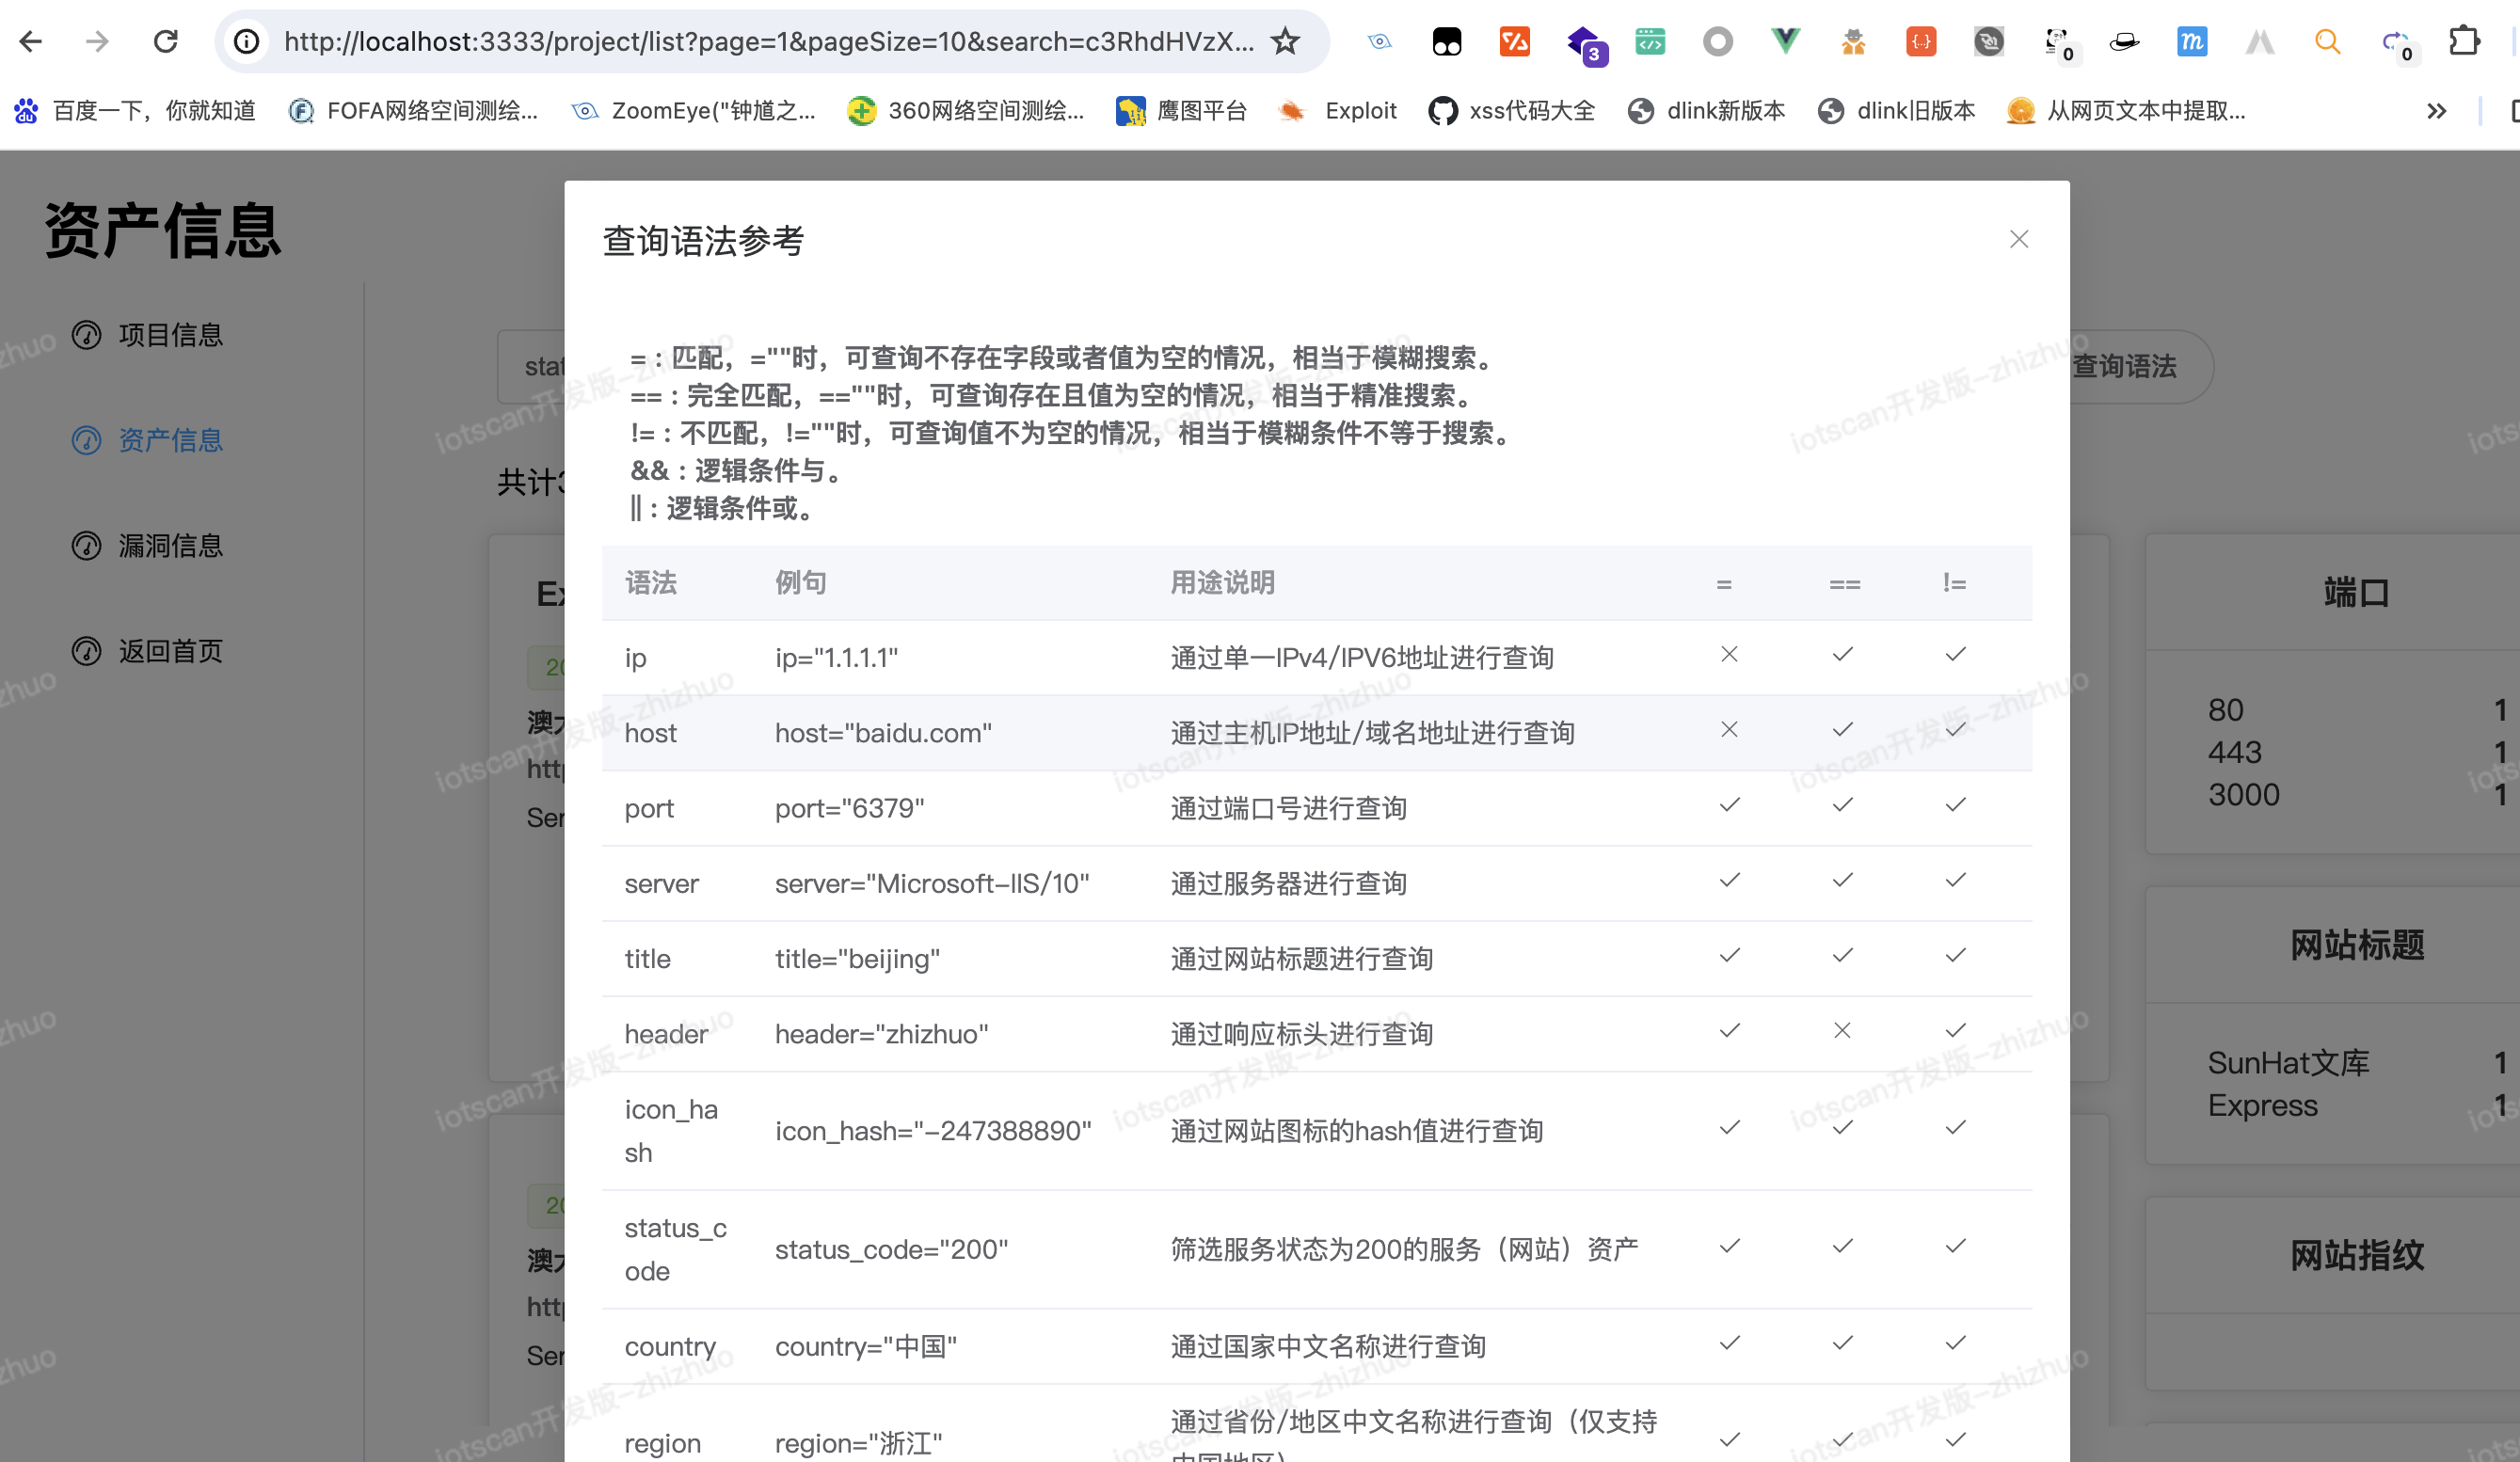 http://localhost:3333/project/list?page=1&pageSize=10&search=c3RhdHVzX...
3
0
0
百度一下，你就知道
FOFA网络空间测绘...
ZoomEye("钟馗之...
360网络空间测绘...
鹰图平台
Exploit
xss代码大全
dlink新版本
dlink旧版本
从网页文本中提取...
资产信息
项目信息
资产信息
漏洞信息
返回首页
stat
查询语法
共计3
查询语法参考
= : 匹配，=""时，可查询不存在字段或者值为空的情况，相当于模糊搜索。
== : 完全匹配，==""时，可查询存在且值为空的情况，相当于精准搜索。
!= : 不匹配，!=""时，可查询值不为空的情况，相当于模糊条件不等于搜索。
&& : 逻辑条件与。
|| : 逻辑条件或。
语法 例句 用途说明 = == !=
ip ip="1.1.1.1" 通过单一IPv4/IPV6地址进行查询
host host="baidu.com" 通过主机IP地址/域名地址进行查询
port port="6379" 通过端口号进行查询
server server="Microsoft-IIS/10" 通过服务器进行查询
title title="beijing" 通过网站标题进行查询
header header="zhizhuo" 通过响应标头进行查询
icon_ha
sh
icon_hash="-247388890" 通过网站图标的hash值进行查询
status_c
ode
status_code="200" 筛选服务状态为200的服务（网站）资产
country country="中国" 通过国家中文名称进行查询
region region="浙江" 通过省份/地区中文名称进行查询（仅支持
中国地区）
Ex
20
澳大
http
Ser
20
澳大
http
Ser
端口
80 1
443 1
3000 1
网站标题
SunHat文库 1
Express 1
网站指纹
iotscan开发版-zhizhuo